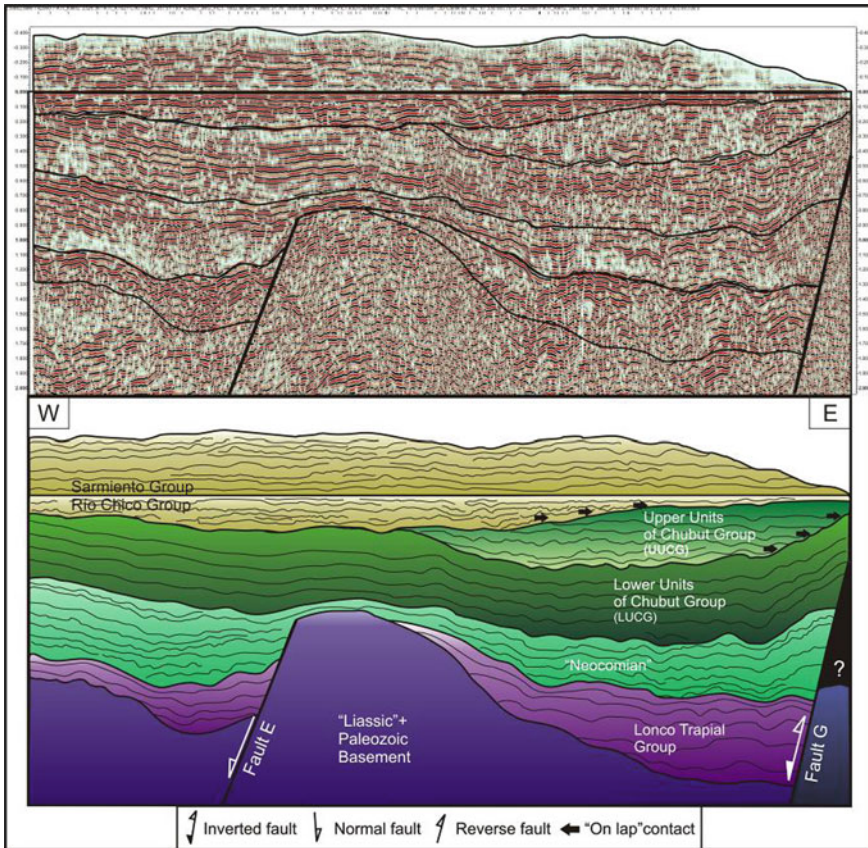 W
E
Sarmiento Group
Río Chico Group
Upper Units
of Chubut Group
(UUCG)
Lower Units
of Chubut Group
(LUCG)
"Neocomian"
?
"Liassic"+
Paleozoic
Basement
Lonco Trapial
Group
Fault E
Fault G
Inverted fault
Normal fault
Reverse fault
"On lap"contact